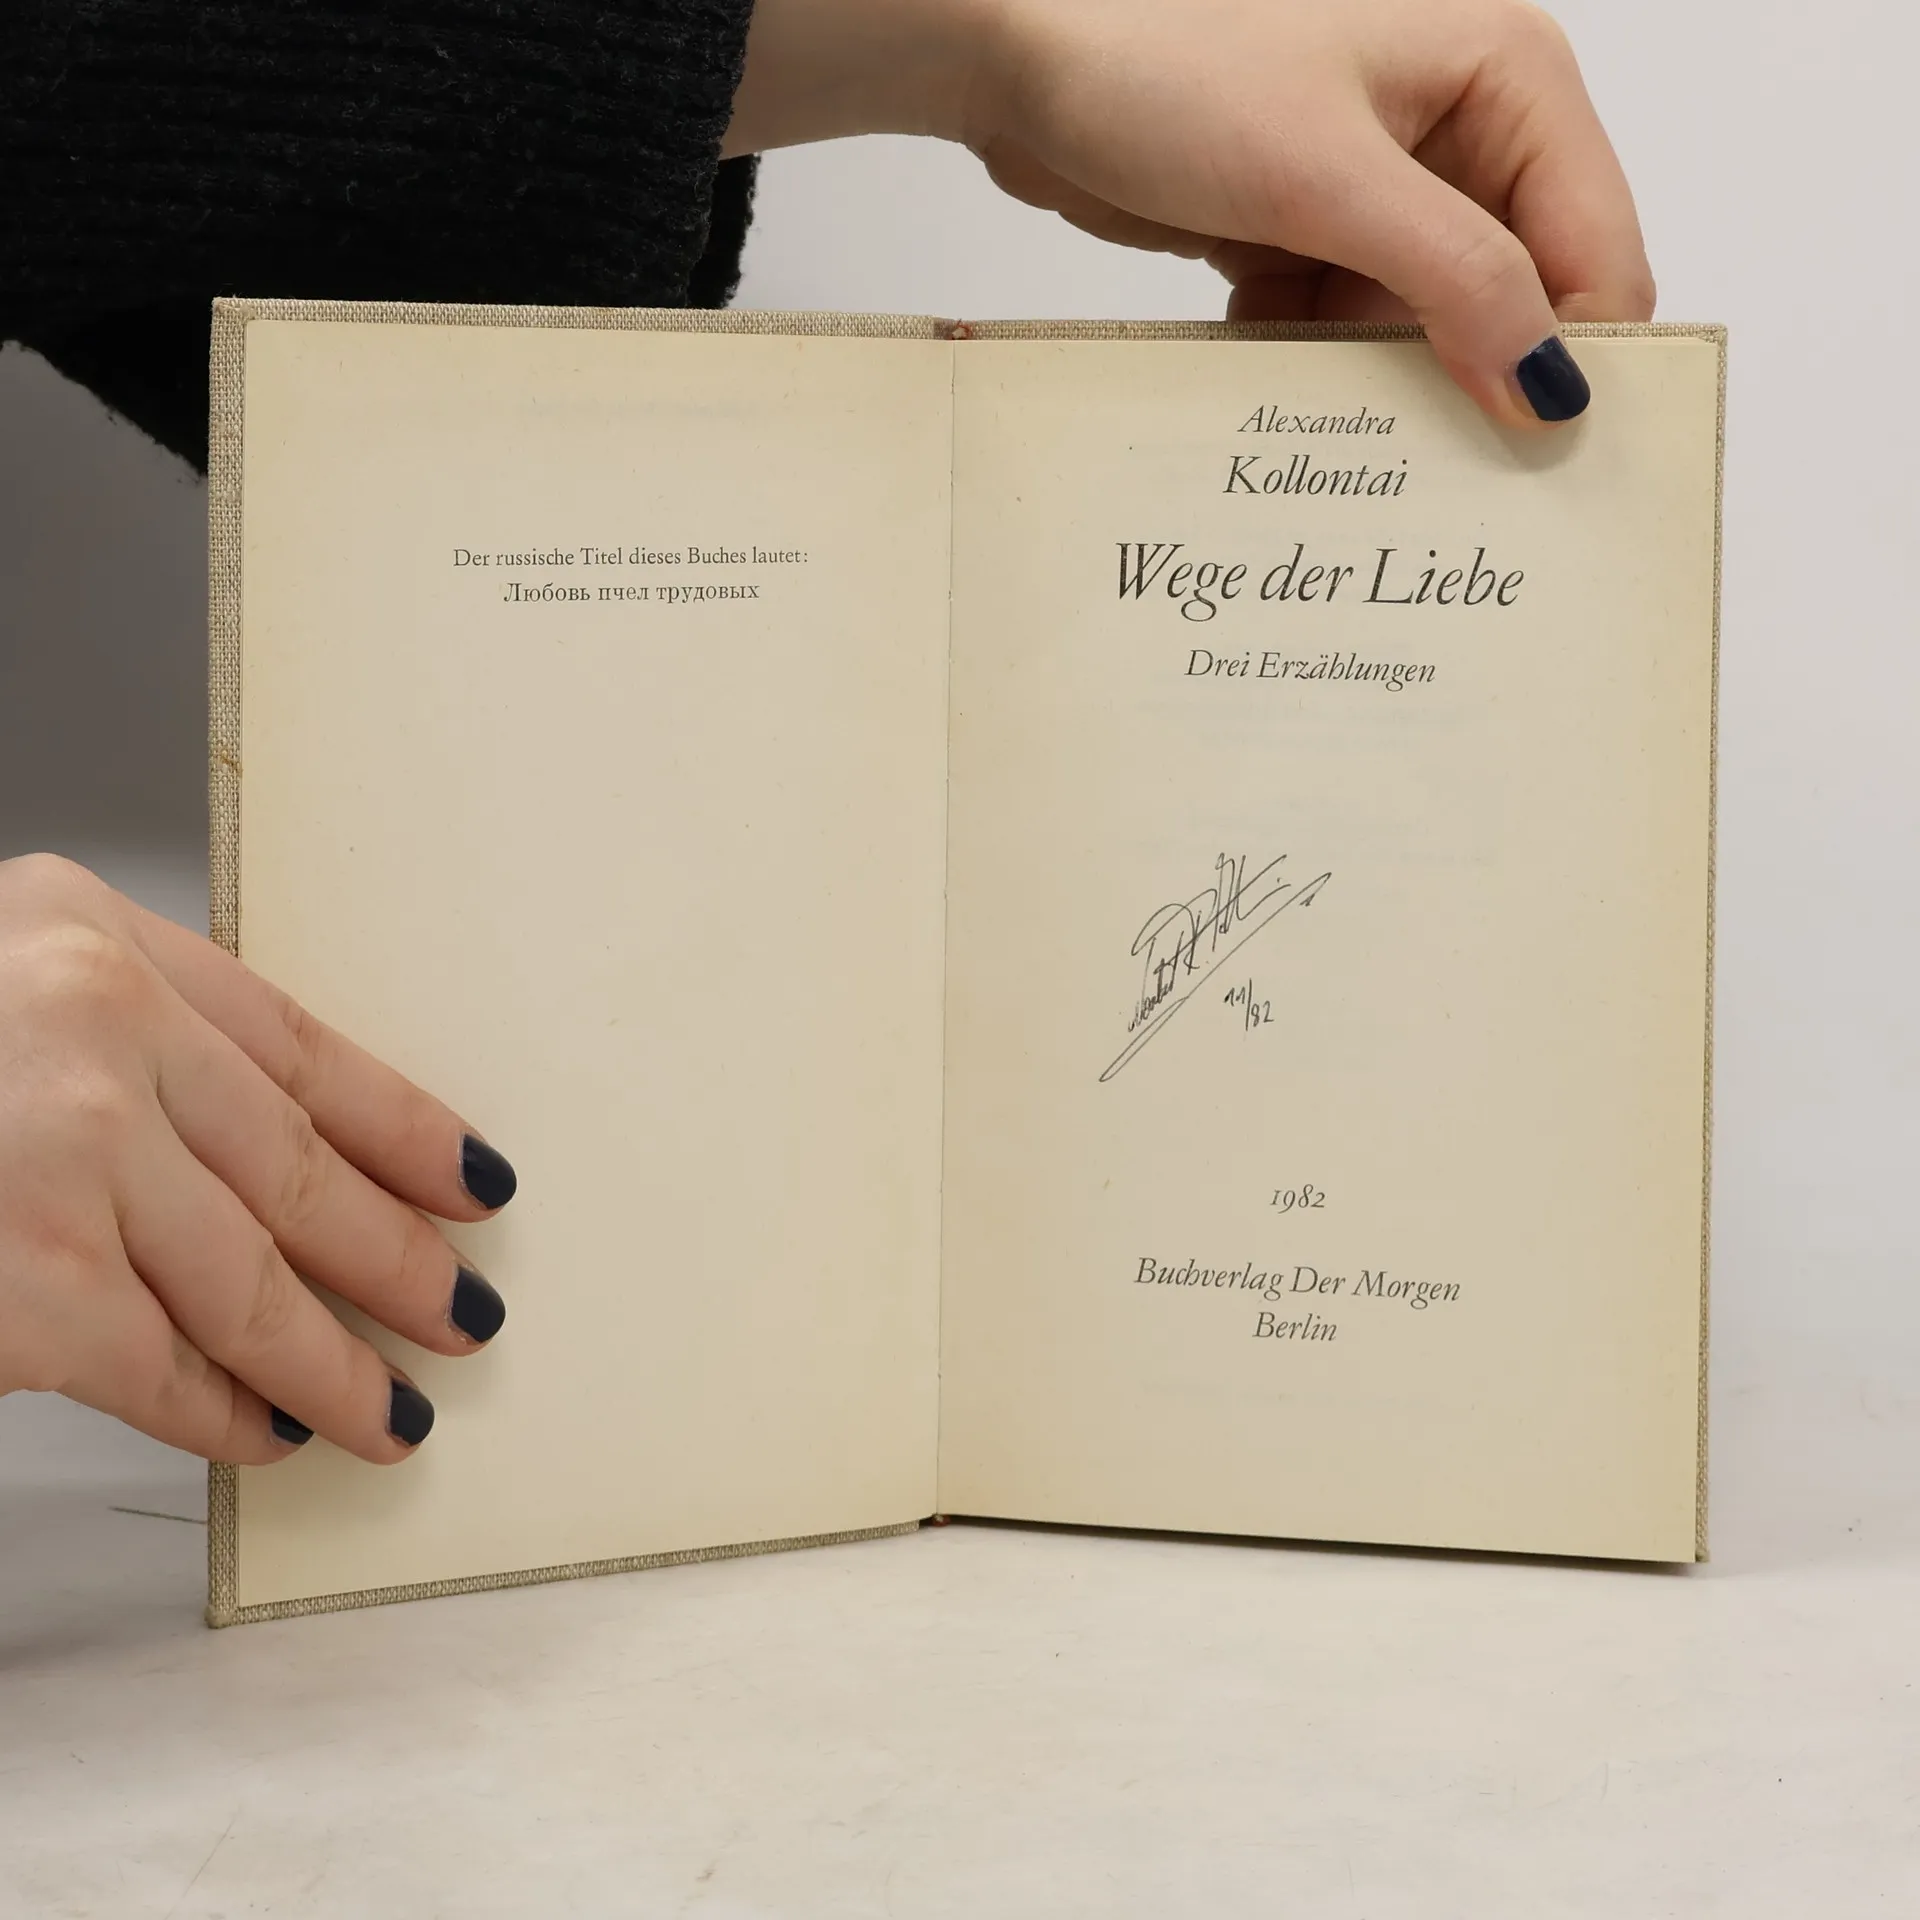 Der russische Titel dieses Buches lautet:
Любовь пчел трудовых
Alexandra
Kollontai
Wege der Liebe
Drei Erzählungen
11/82
1982
Buchverlag Der Morgen
Berlin